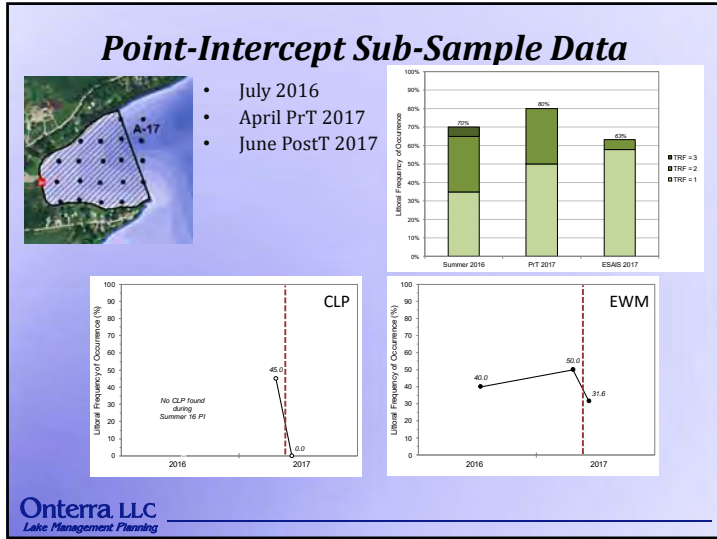 Point-Intercept Sub-Sample Data
A-17
• July 2016
• April PrT 2017
• June PostT 2017
Littoral Frequency of Occurrence
100%
90%
80%
70%
60%
50%
40%
30%
20%
10%
0%
70%
80%
63%
Summer 2016
PrT 2017
ESAIS 2017
TRF = 3
TRF = 2
TRF = 1
CLP
Littoral Frequency of Occurrence (%)
100
90
80
70
60
50
40
30
20
10
0
No CLP found
during
Summer 16 PI
45.0
0.0
2016
2017
EWM
Littoral Frequency of Occurrence (%)
100
90
80
70
60
50
40
30
20
10
0
40.0
50.0
31.6
2016
2017
Onterra, LLC
Lake Management Planning